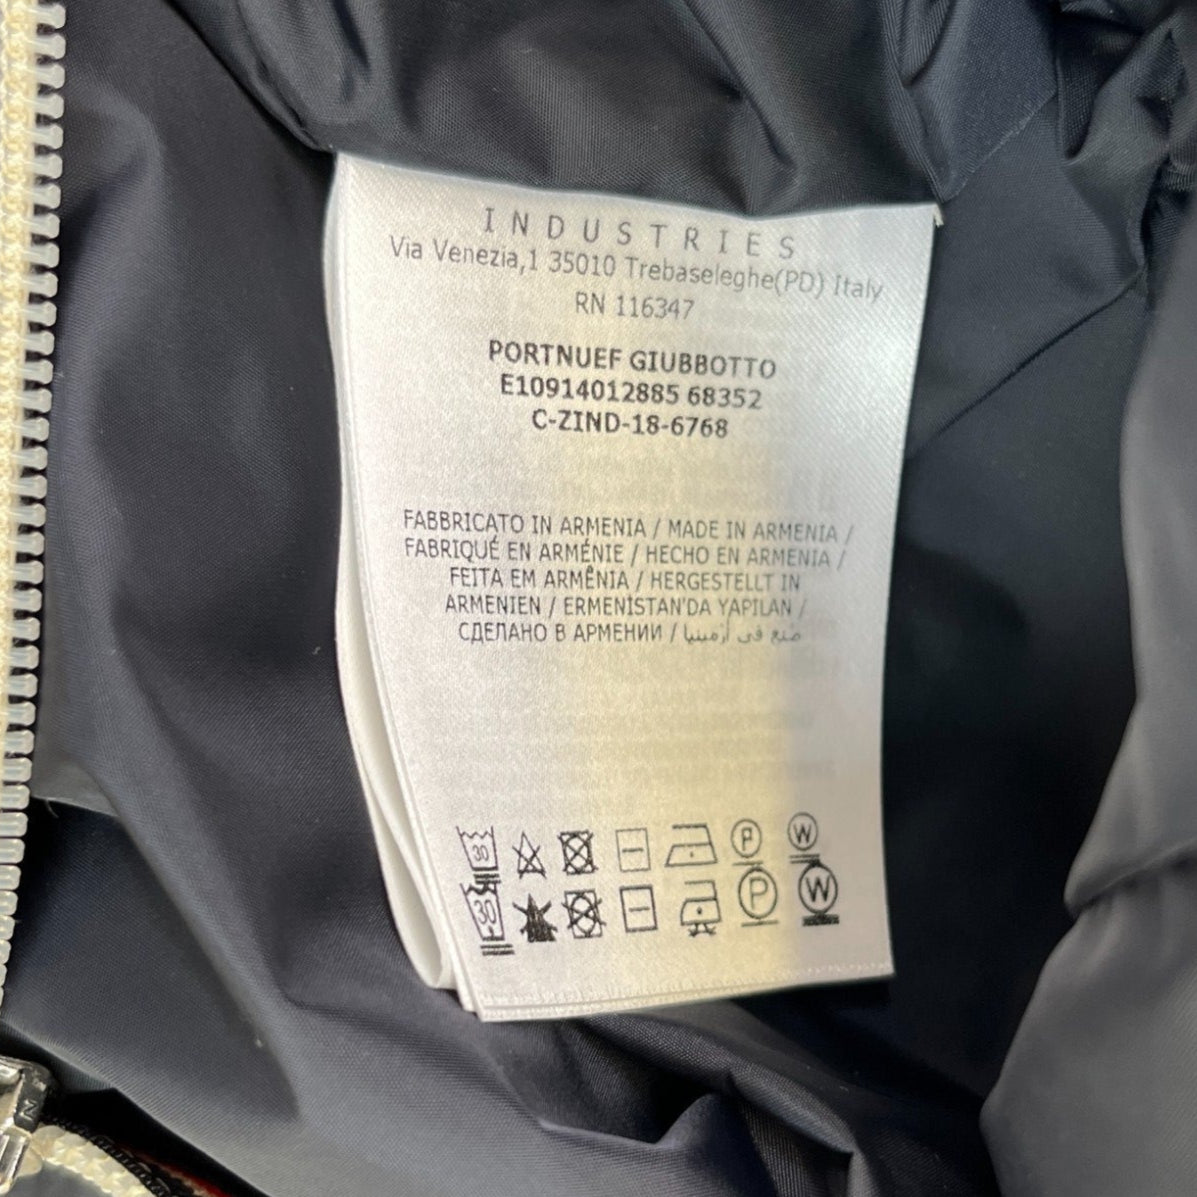 INDUSTRIES
Via Venezia,1 35010 Trebaseleghe(PD) Italy
RN 116347
PORTNUEF GIUBBOTTO
E10914012885 68352
C-ZIND-18-6768
FABBRICATO IN ARMENIA / MADE IN ARMENIA /
FABRIQUÉ EN ARMÉNIE / HECHO EN ARMENIA /
FEITA EM ARMÊNIA / HERGESTELLT IN
ARMENIEN / ERMENİSTAN'DA YAPILAN /
СДЕЛАНО В АРМЕНИИ / صنع في أرمينيا
30 P W
30 P W